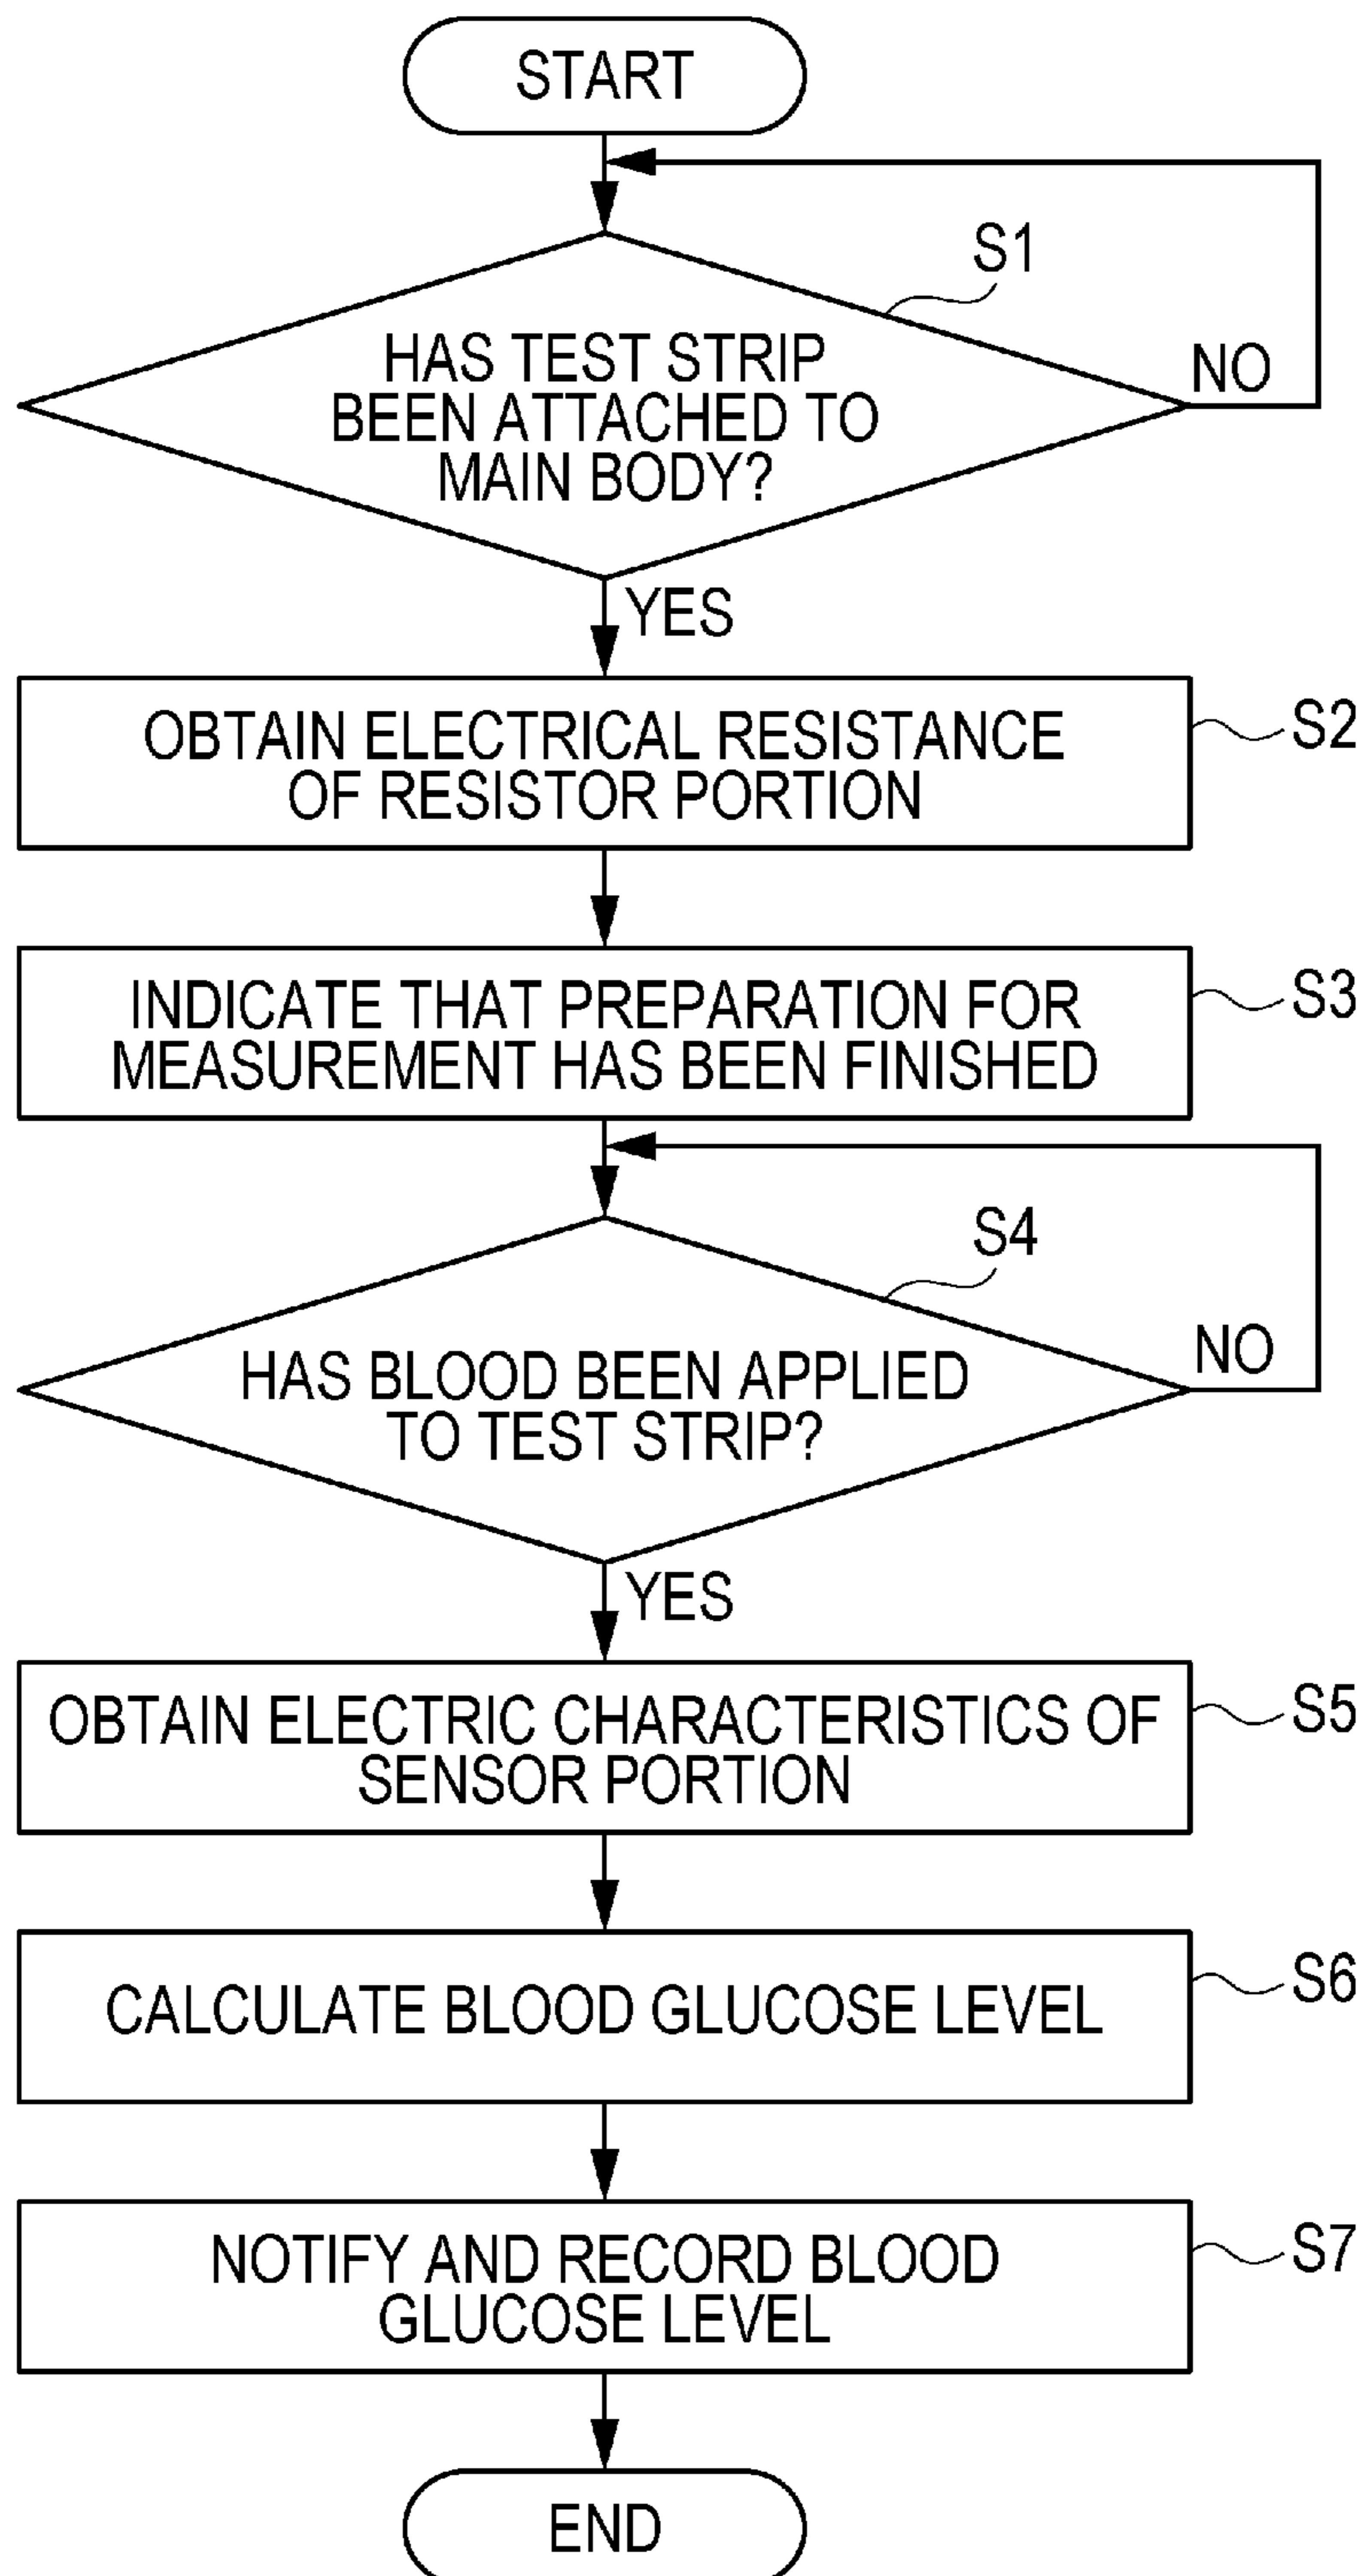 START
S1
HAS TEST STRIP
BEEN ATTACHED TO
MAIN BODY?
NO
YES
OBTAIN ELECTRICAL RESISTANCE
OF RESISTOR PORTION
S2
INDICATE THAT PREPARATION FOR
MEASUREMENT HAS BEEN FINISHED
S3
S4
HAS BLOOD BEEN APPLIED
TO TEST STRIP?
NO
YES
OBTAIN ELECTRIC CHARACTERISTICS OF
SENSOR PORTION
S5
CALCULATE BLOOD GLUCOSE LEVEL
S6
NOTIFY AND RECORD BLOOD
GLUCOSE LEVEL
S7
END